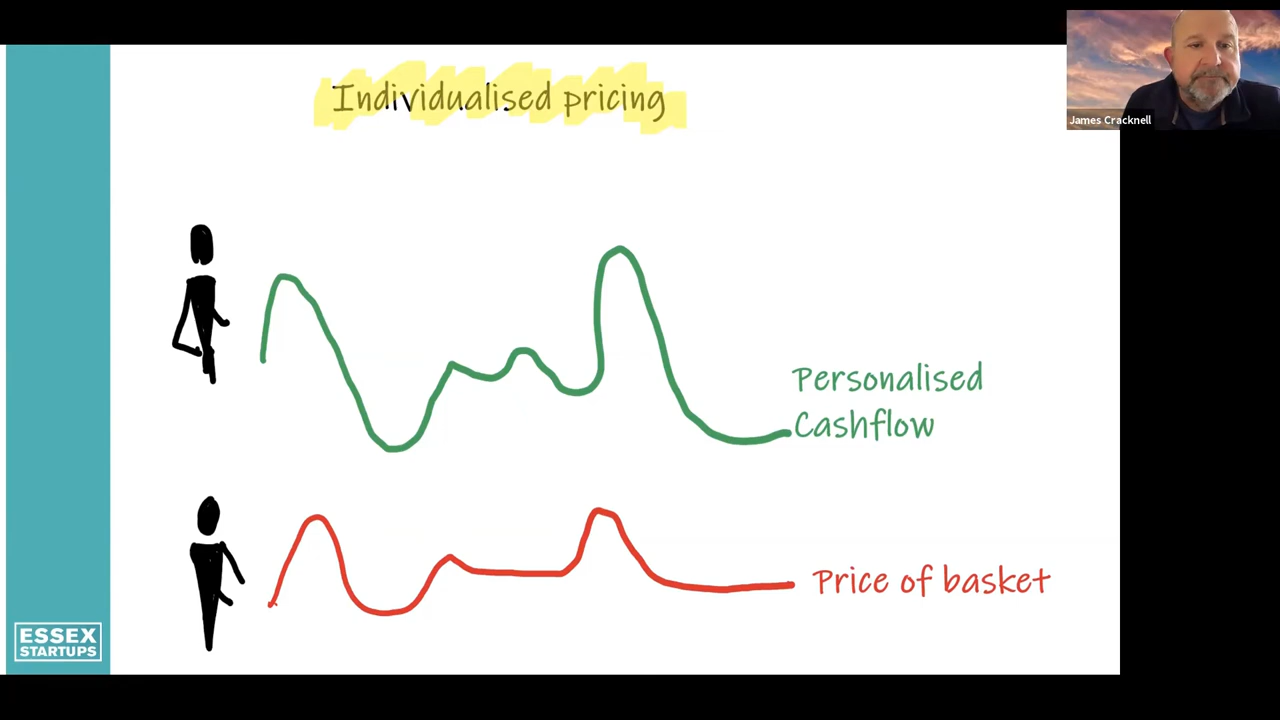 Individualised pricing
James Cracknell
Personalised
Cashflow
Price of basket
ESSEX
STARTUPS